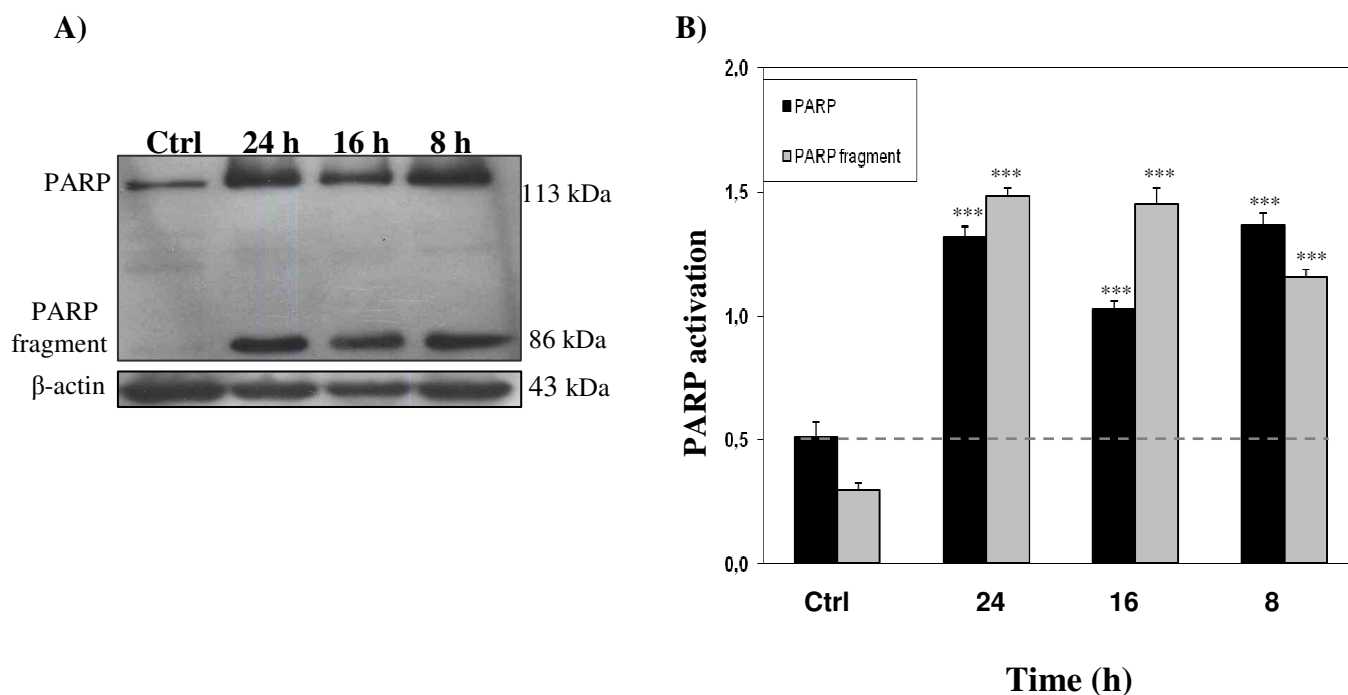 A)
Ctrl 24 h 16 h 8 h
PARP
113 kDa
PARP
fragment
86 kDa
β-actin
43 kDa
B)
2,0
PARP
PARP fragment
1,5
1,0
0,5
0,0
*** *** *** *** *** ***
PARP activation
Ctrl 24 16 8
Time (h)